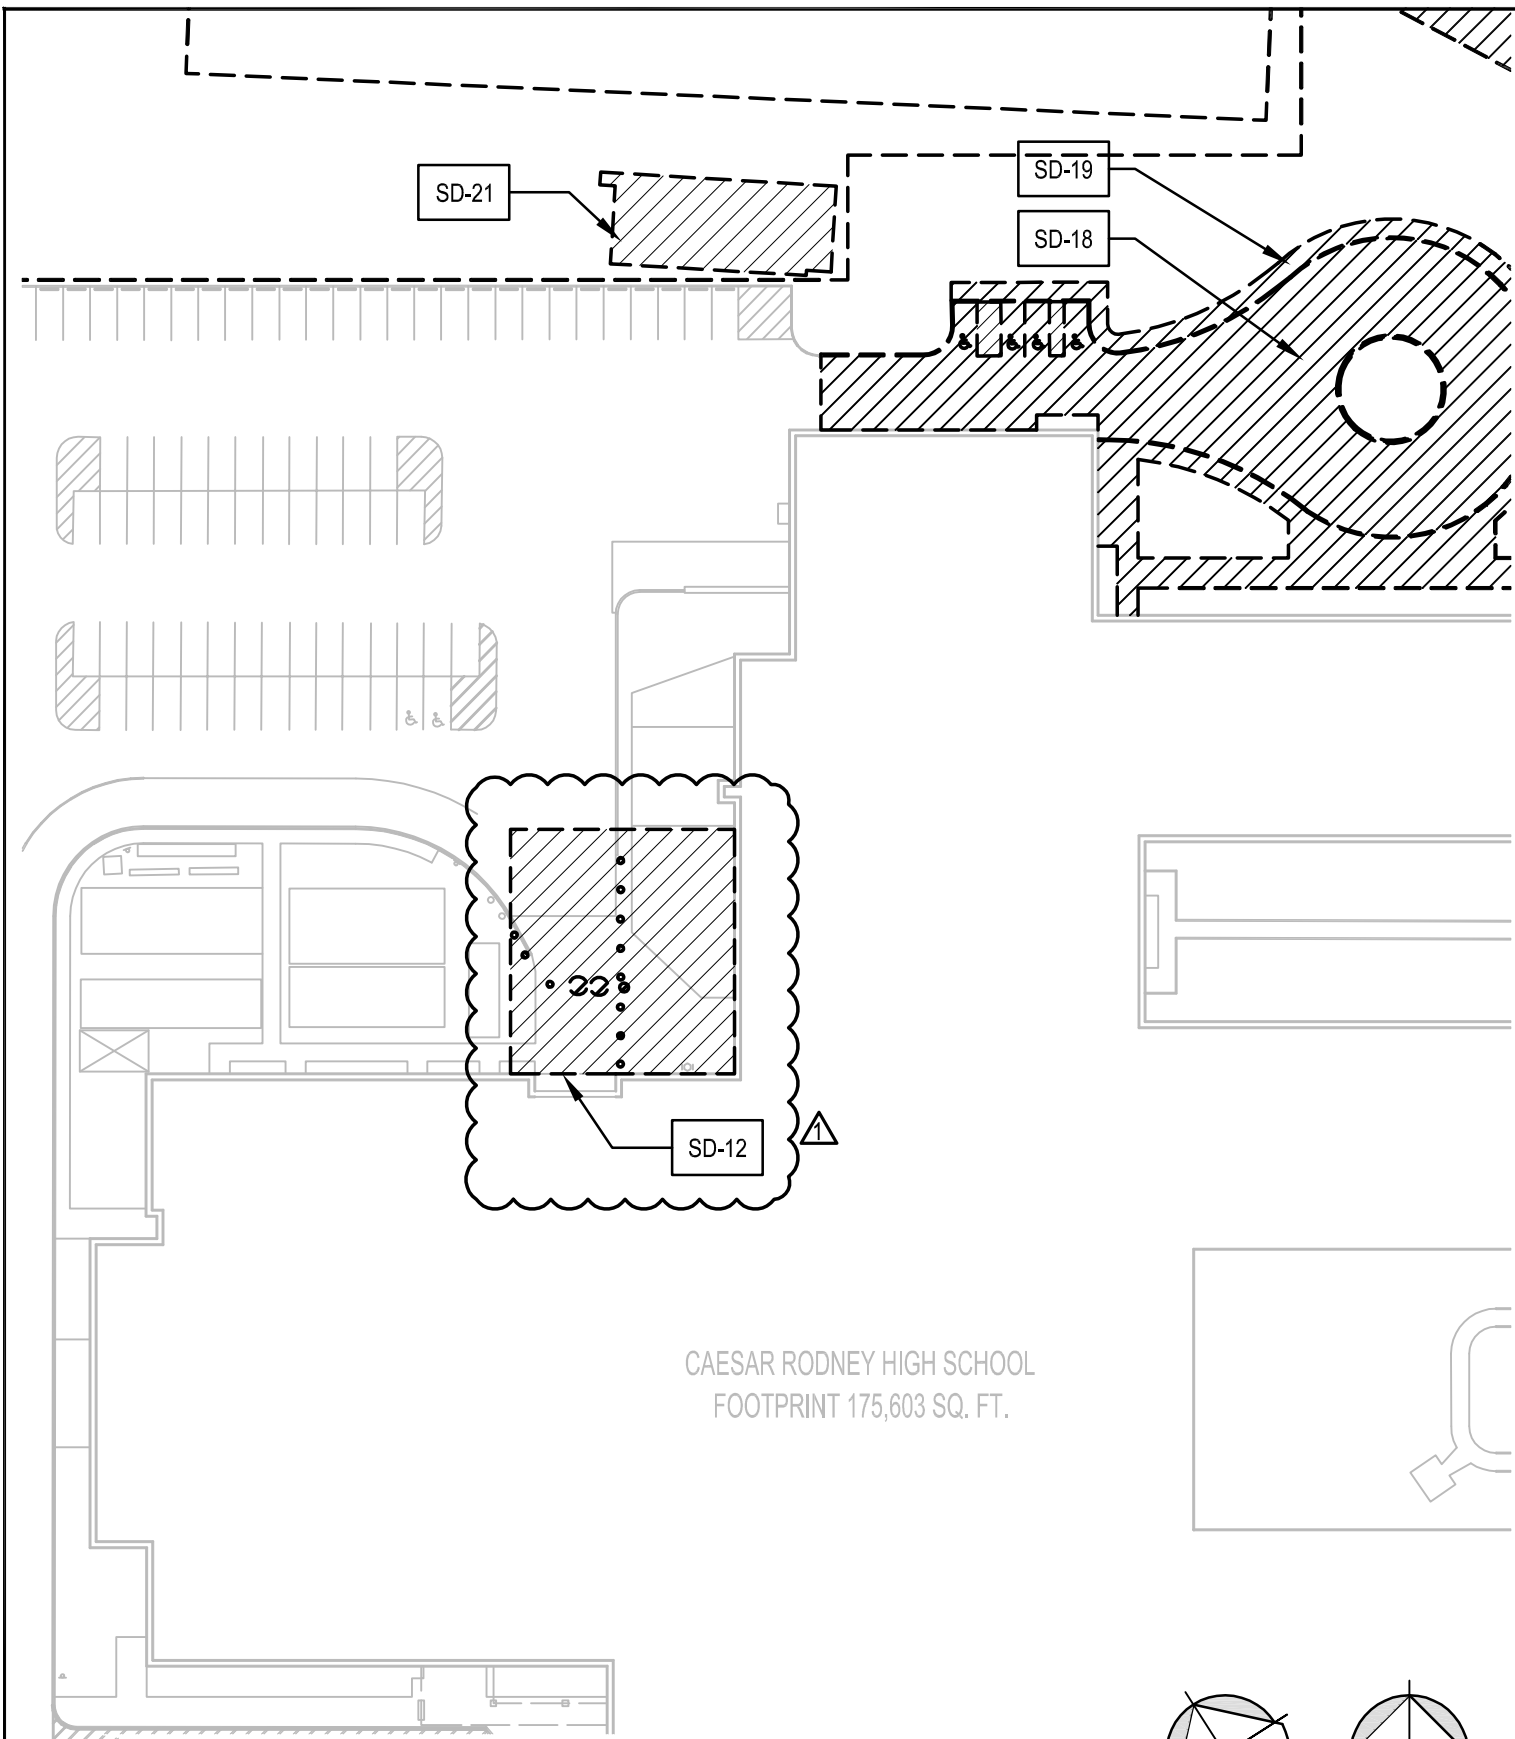 SD-21
SD-19
SD-18
SD-12
1
CAESAR RODNEY HIGH SCHOOL
FOOTPRINT 175,603 SQ. FT.